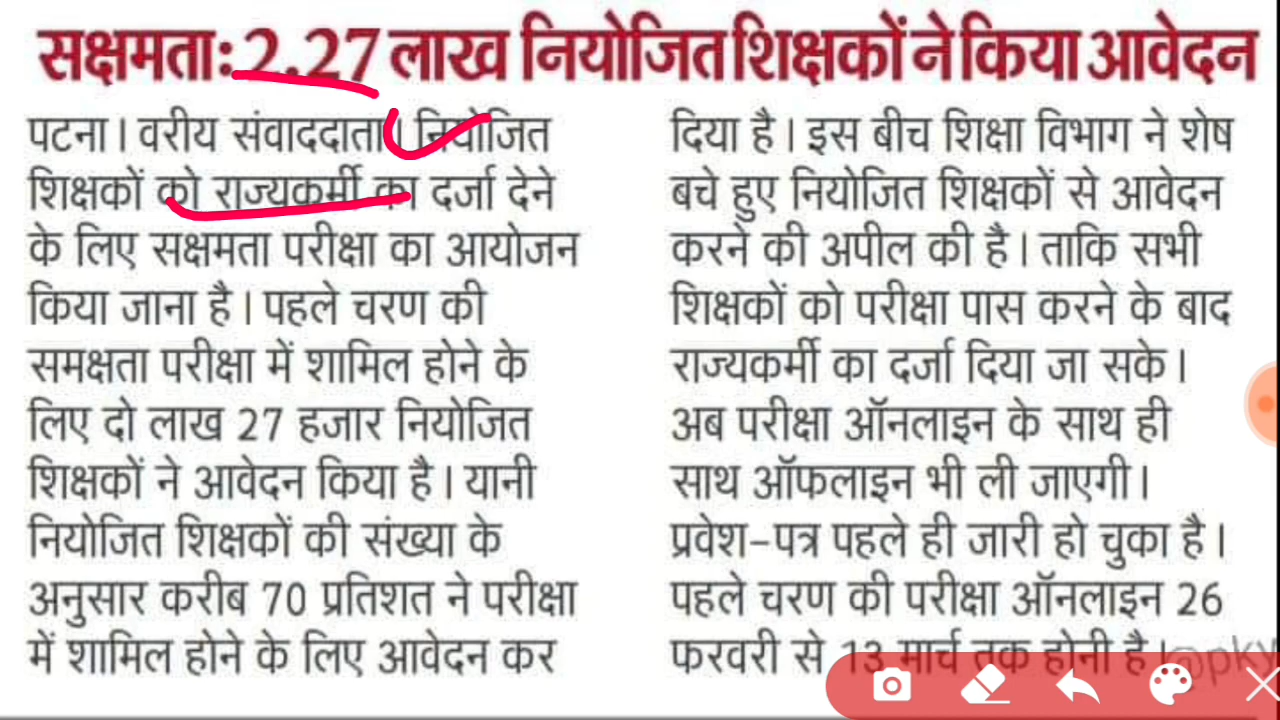 सक्षमताः 2.27 लाख नियोजित शिक्षकों ने किया आवेदन
पटना। वरीय संवाददाता। नियोजित
शिक्षकों को राज्यकर्मी का दर्जा देने
के लिए सक्षमता परीक्षा का आयोजन
किया जाना है। पहले चरण की
समक्षता परीक्षा में शामिल होने के
लिए दो लाख 27 हजार नियोजित
शिक्षकों ने आवेदन किया है। यानी
नियोजित शिक्षकों की संख्या के
अनुसार करीब 70 प्रतिशत ने परीक्षा
में शामिल होने के लिए आवेदन कर
दिया है। इस बीच शिक्षा विभाग ने शेष
बचे हुए नियोजित शिक्षकों से आवेदन
करने की अपील की है। ताकि सभी
शिक्षकों को परीक्षा पास करने के बाद
राज्यकर्मी का दर्जा दिया जा सके।
अब परीक्षा ऑनलाइन के साथ ही
साथ ऑफलाइन भी ली जाएगी।
प्रवेश-पत्र पहले ही जारी हो चुका है।
पहले चरण की परीक्षा ऑनलाइन 26
फरवरी से 13 मार्च तक होनी है।